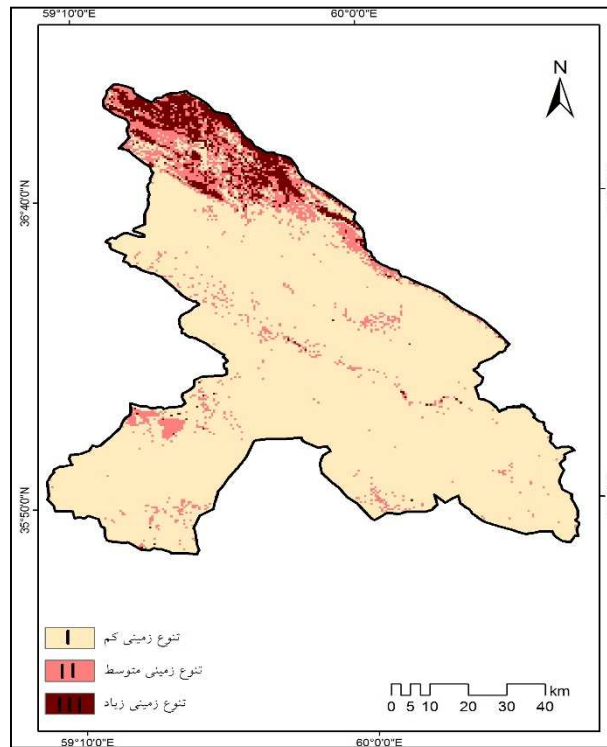 59°10'0"E
60°0'0"E
N
36°40'0"N
35°50'0"N
تنوع زمینی کم
I
تنوع زمینی متوسط
II
تنوع زمینی زیاد
III
km
0 5 10 20 30 40
59°10'0"E
60°0'0"E